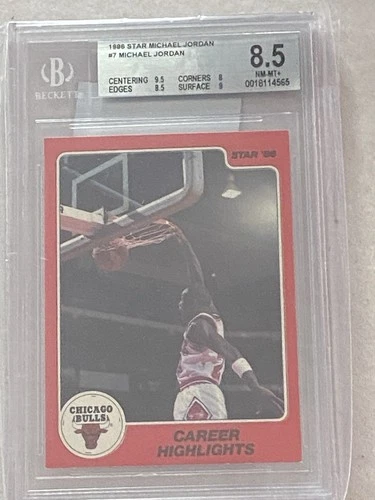 1986 STAR MICHAEL JORDAN
#7 MICHAEL JORDAN
8.5
NM-MT+
CENTERING 9.5 CORNERS 8
EDGES 8.5 SURFACE 9
0018114565
B
BECKETT
STAR '86
CHICAGO
BULLS
CAREER
HIGHLIGHTS